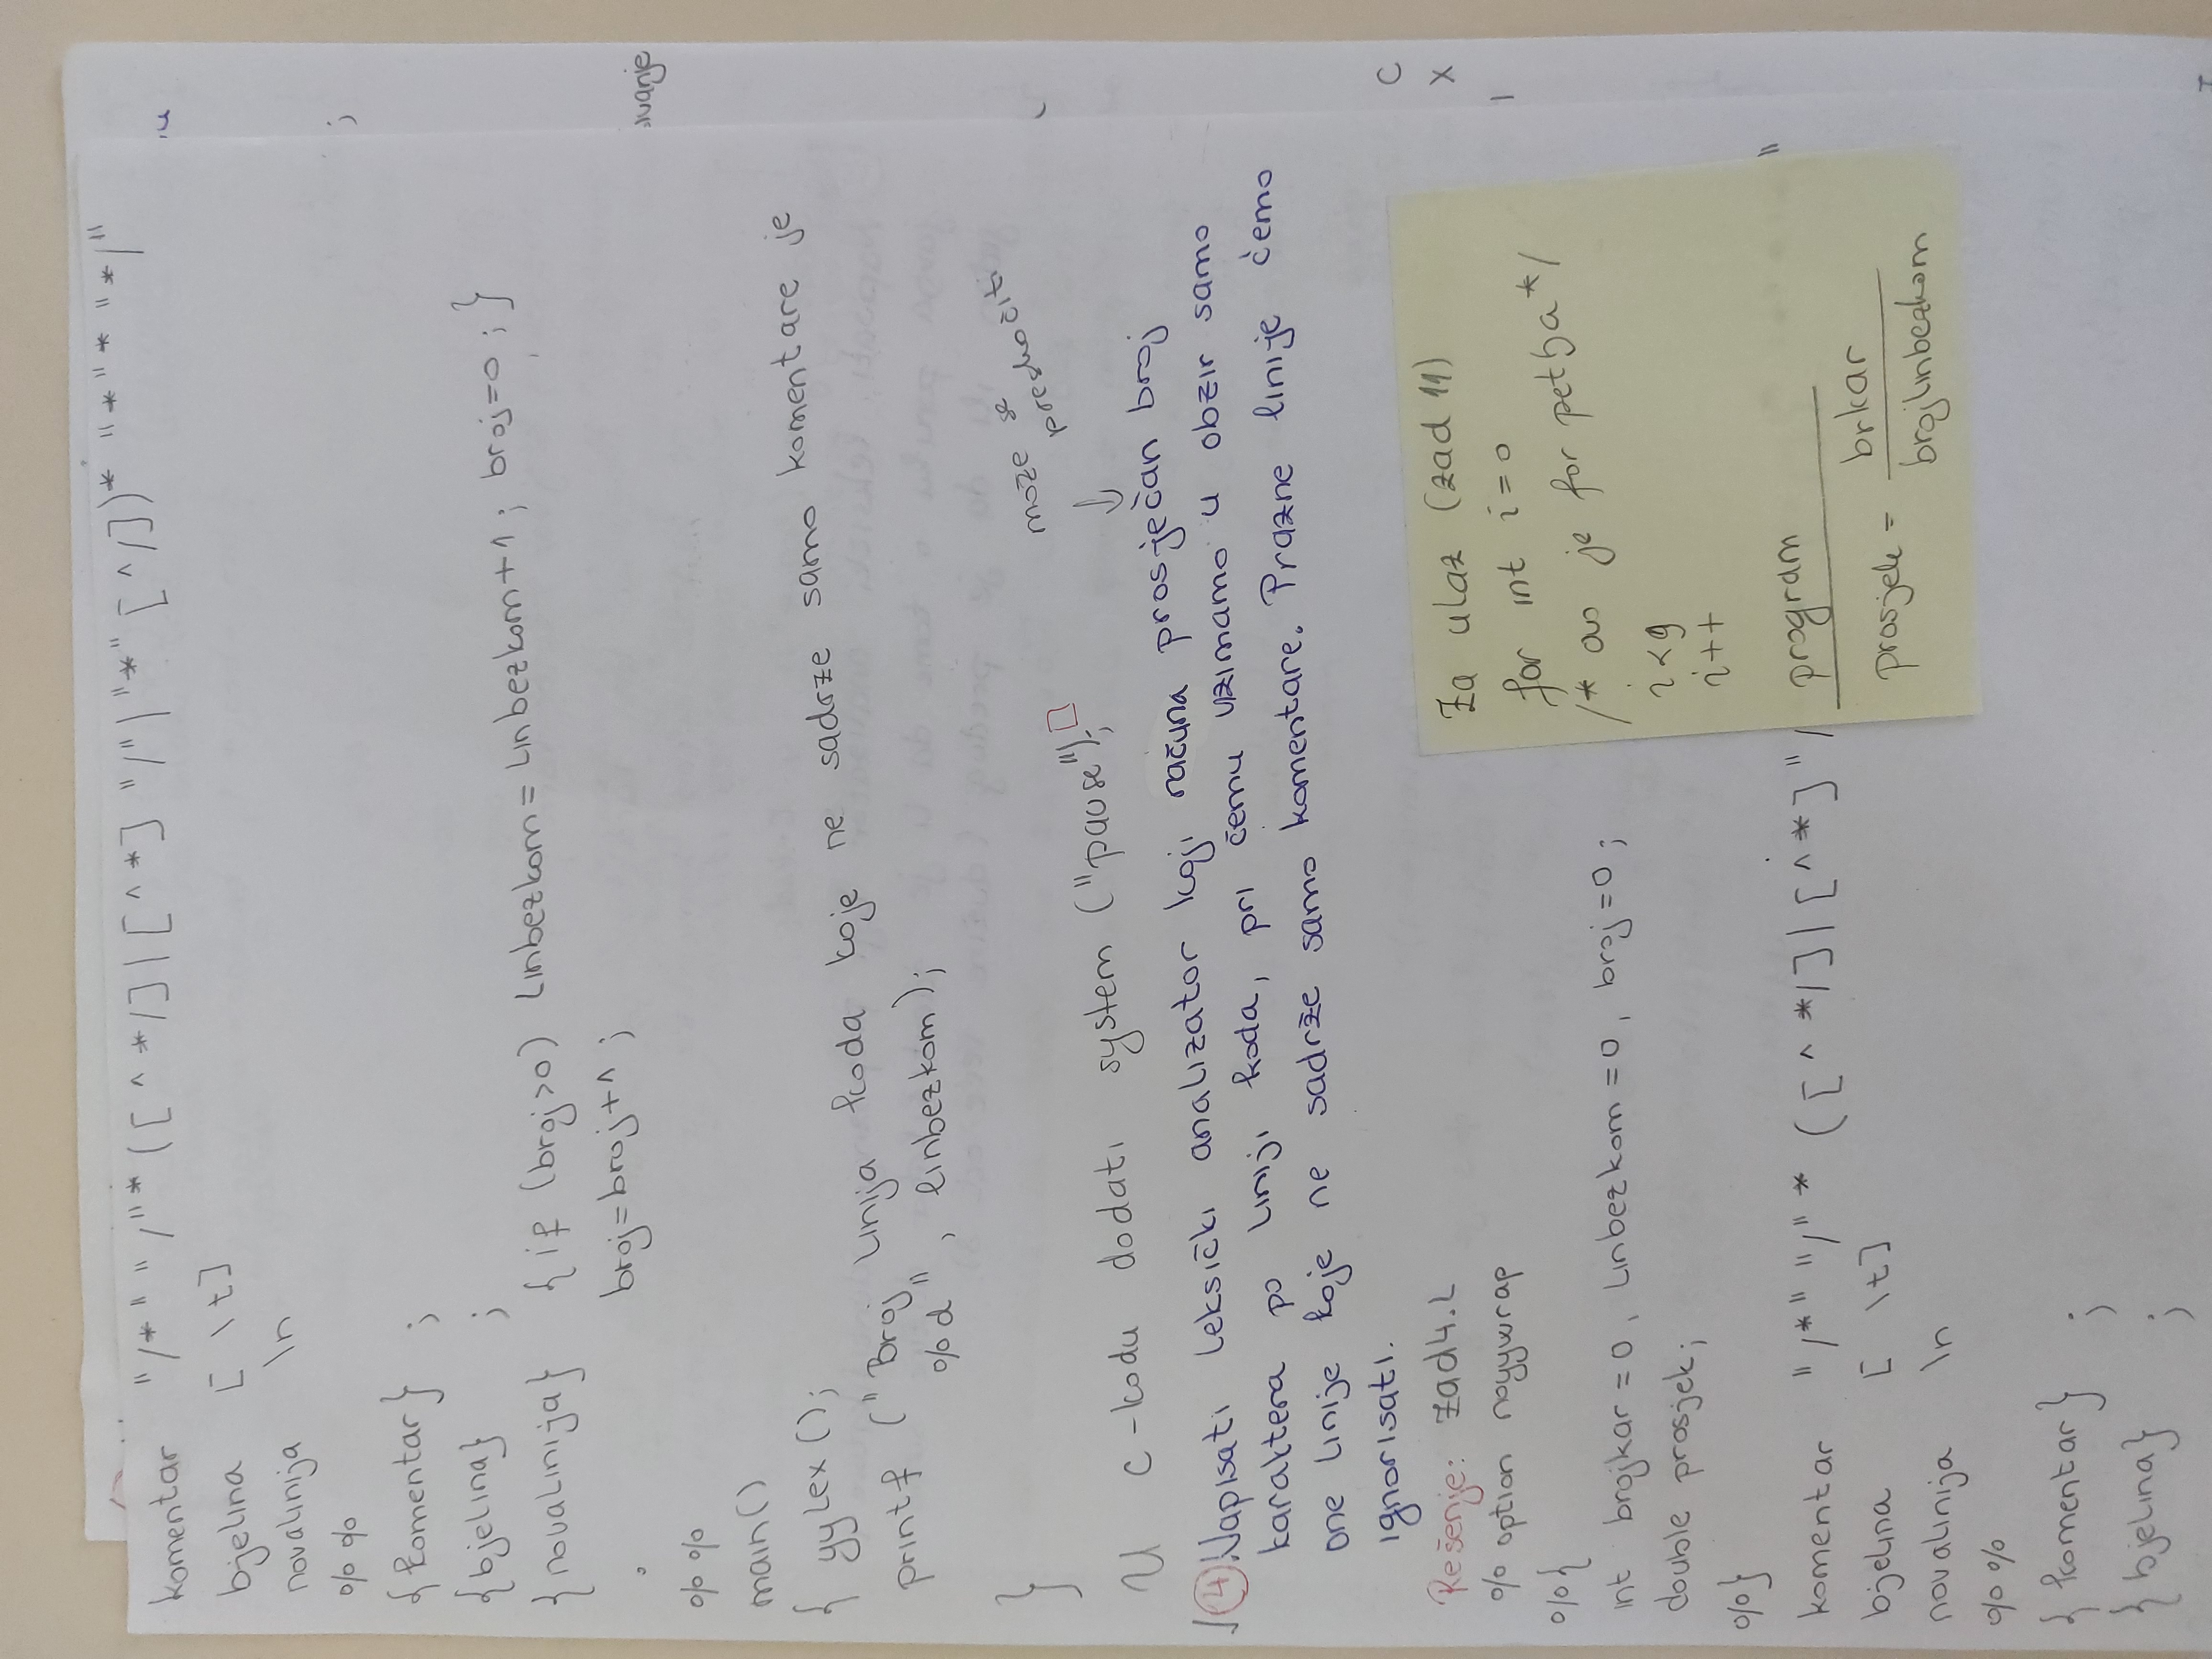 komentar "/*" "/"* ([^*/]|[^*] "/"|"*" [^/])* "*"* "*/"
bjelina [ \t]
novalinija \n
%%
{komentar} ;
{bjelina} ;
{novalinija} {if (broj>0) linbezkom=linbezkom+1; broj=0;}
. broj=broj+1;
%%
main()
{ yylex();
printf ("Broj linija koda koje ne sadrže samo komentare je
%d", linbezkom);
}
može se
preskočiti
U C-kodu dodati system ("pause");
4. Napisati leksički analizator koji računa prosječan broj
karaktera po liniji koda, pri čemu uzimamo u obzir samo
one linije koje ne sadrže samo komentare. Prazne linije ćemo
ignorisati.
Rešenje: zad4.l
% option noyywrap
%{
int brojkar=0, linbezkom=0, broj=0;
double prosjek;
%}
komentar "/*" "/"* ([^*/]|[^*]"/ "
bjelina [ \t]
novalinija \n
%%
{komentar} ;
{bjelina} ;
Za ulaz (zad 11)
for int i=0
/* ovo je for petlja */
i<9
i++
program
prosjek = brkar
brojlinbezkom
ivanje
;
C
X